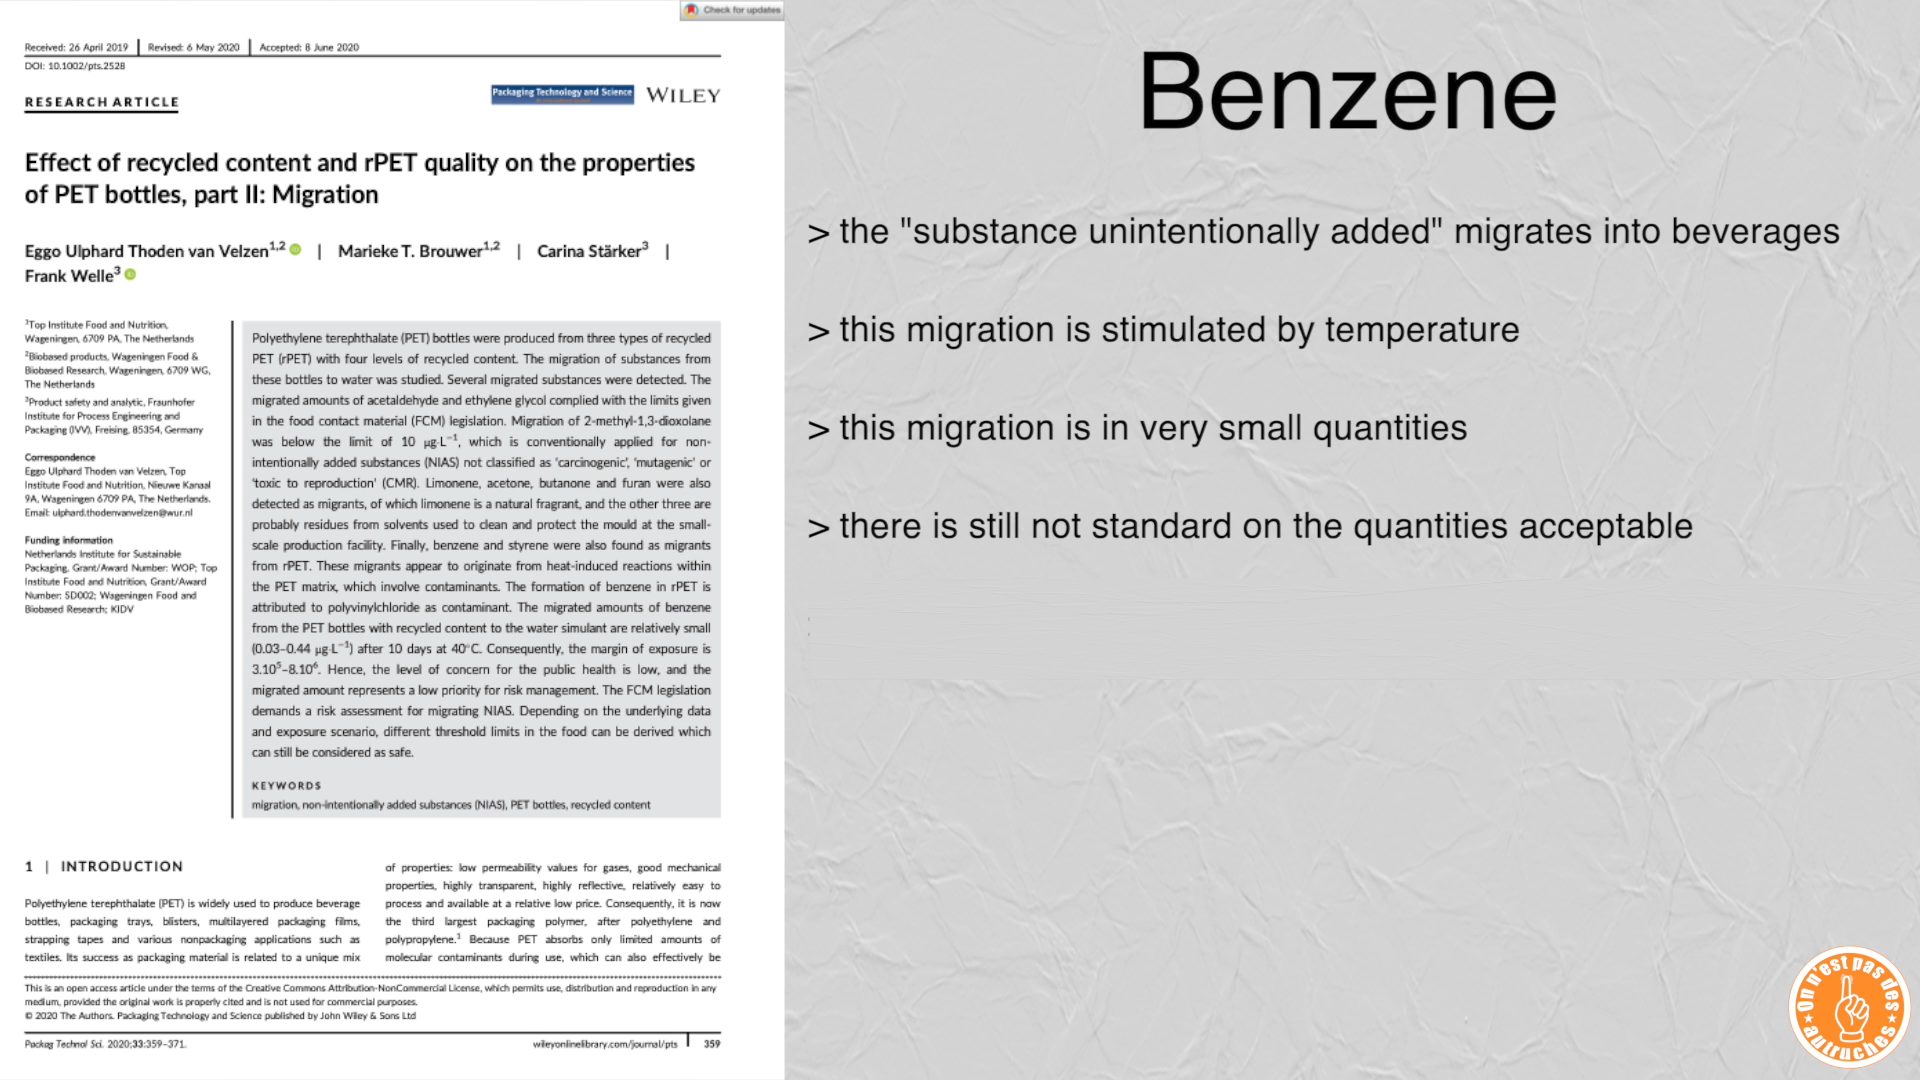 Check for updates
Received: 26 April 2019 | Revised: 6 May 2020 | Accepted: 8 June 2020
DOI: 10.1002/pts.2528
RESEARCH ARTICLE
Packaging Technology and Science
WILEY
Effect of recycled content and rPET quality on the properties
of PET bottles, part II: Migration
Eggo Ulphard Thoden van Velzen1,2 | Marieke T. Brouwer1,2 | Carina Stärker3 |
Frank Welle3
1Top Institute Food and Nutrition,
Wageningen, 6709 PA, The Netherlands
2Biobased products, Wageningen Food &
Biobased Research, Wageningen, 6709 WG,
The Netherlands
3Product safety and analytic, Fraunhofer
Institute for Process Engineering and
Packaging (IVV), Freising, 85354, Germany
Correspondence
Eggo Ulphard Thoden van Velzen, Top
Institute Food and Nutrition, Nieuwe Kanaal
9A, Wageningen 6709 PA, The Netherlands.
Email: ulphard.thodenvanvelzen@wur.nl
Funding information
Netherlands Institute for Sustainable
Packaging, Grant/Award Number: WOP; Top
Institute Food and Nutrition, Grant/Award
Number: SD002; Wageningen Food and
Biobased Research; KIDV
Polyethylene terephthalate (PET) bottles were produced from three types of recycled
PET (rPET) with four levels of recycled content. The migration of substances from
these bottles to water was studied. Several migrated substances were detected. The
migrated amounts of acetaldehyde and ethylene glycol complied with the limits given
in the food contact material (FCM) legislation. Migration of 2-methyl-1,3-dioxolane
was below the limit of 10 μg·L−1, which is conventionally applied for non-
intentionally added substances (NIAS) not classified as 'carcinogenic', 'mutagenic' or
'toxic to reproduction' (CMR). Limonene, acetone, butanone and furan were also
detected as migrants, of which limonene is a natural fragrant, and the other three are
probably residues from solvents used to clean and protect the mould at the small-
scale production facility. Finally, benzene and styrene were also found as migrants
from rPET. These migrants appear to originate from heat-induced reactions within
the PET matrix, which involve contaminants. The formation of benzene in rPET is
attributed to polyvinylchloride as contaminant. The migrated amounts of benzene
from the PET bottles with recycled content to the water simulant are relatively small
(0.03–0.44 μg·L−1) after 10 days at 40°C. Consequently, the margin of exposure is
3.10⁵–8.10⁶. Hence, the level of concern for the public health is low, and the
migrated amount represents a low priority for risk management. The FCM legislation
demands a risk assessment for migrating NIAS. Depending on the underlying data
and exposure scenario, different threshold limits in the food can be derived which
can still be considered as safe.
KEYWORDS
migration, non-intentionally added substances (NIAS), PET bottles, recycled content
1 | INTRODUCTION
Polyethylene terephthalate (PET) is widely used to produce beverage
bottles, packaging trays, blisters, multilayered packaging films,
strapping tapes and various nonpackaging applications such as
textiles. Its success as packaging material is related to a unique mix
of properties: low permeability values for gases, good mechanical
properties, highly transparent, highly reflective, relatively easy to
process and available at a relative low price. Consequently, it is now
the third largest packaging polymer, after polyethylene and
polypropylene.1 Because PET absorbs only limited amounts of
molecular contaminants during use, which can also effectively be
This is an open access article under the terms of the Creative Commons Attribution-NonCommercial License, which permits use, distribution and reproduction in any
medium, provided the original work is properly cited and is not used for commercial purposes.
© 2020 The Authors. Packaging Technology and Science published by John Wiley & Sons Ltd
Packag Technol Sci. 2020;33:359–371.
wileyonlinelibrary.com/journal/pts | 359
Benzene
> the "substance unintentionally added" migrates into beverages
> this migration is stimulated by temperature
> this migration is in very small quantities
> there is still not standard on the quantities acceptable
On n'est pas des
autruches